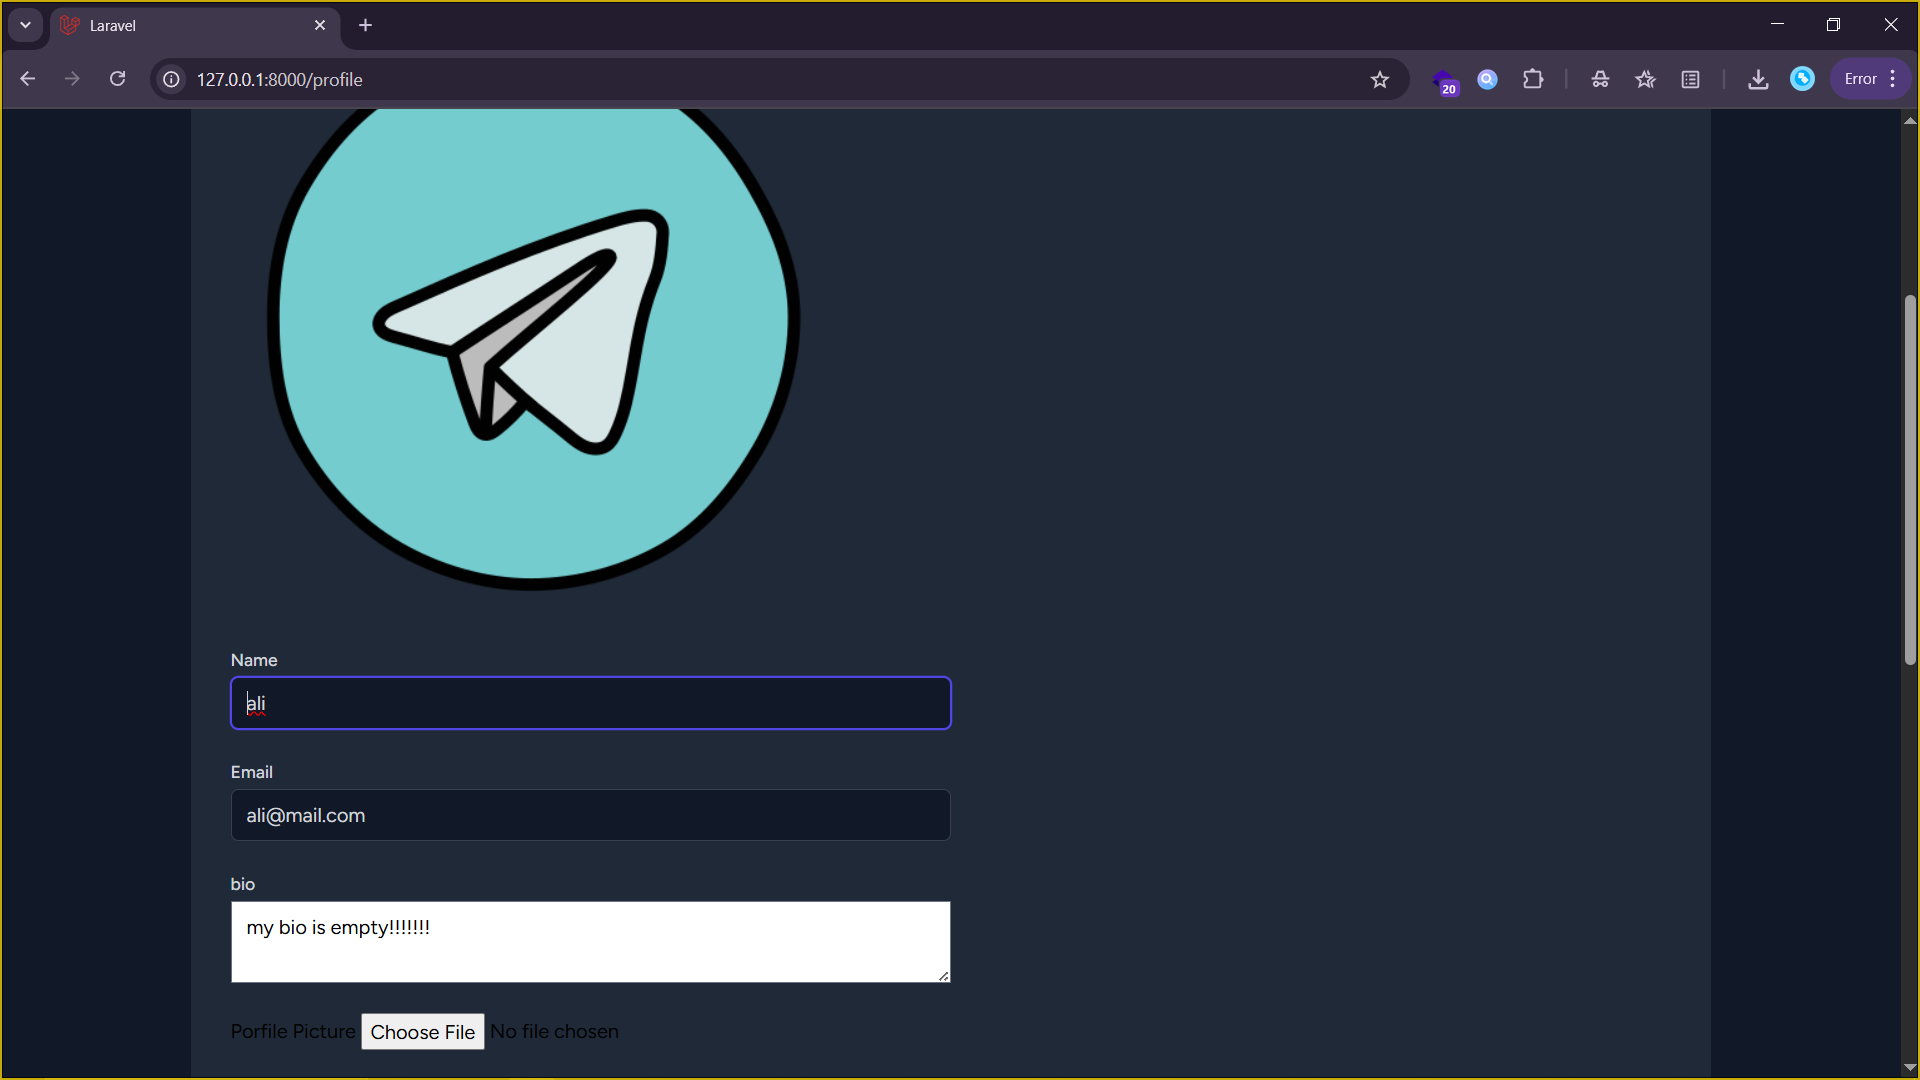 Laravel
127.0.0.1:8000/profile
20
Error
Name
ali
Email
ali@mail.com
bio
my bio is empty!!!!!!!
Porfile Picture Choose File No file chosen